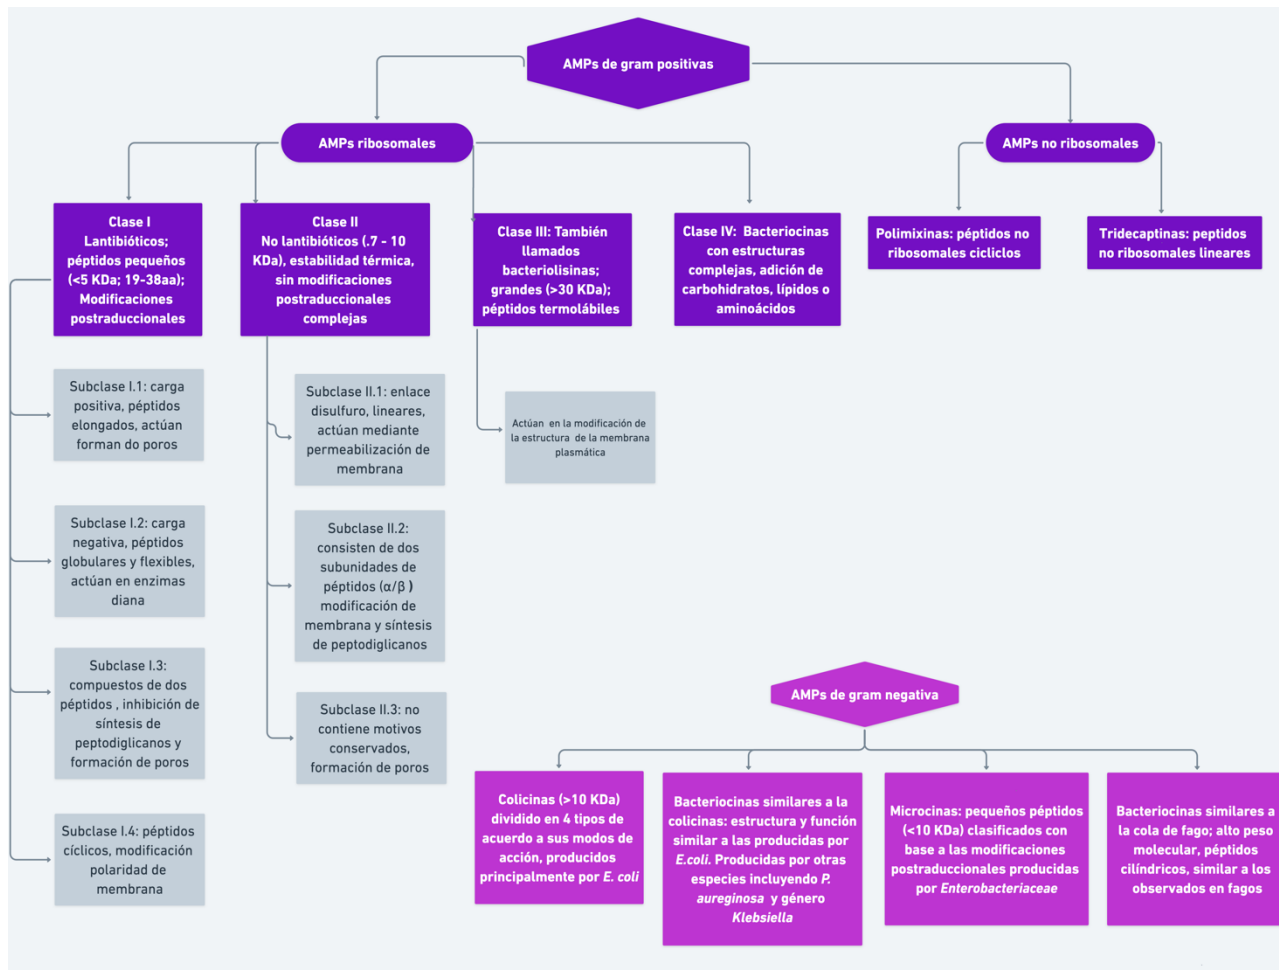 AMPs de gram positivas
AMPs ribosomales
AMPs no ribosomales
Clase I
Lantibióticos;
péptidos pequeños
(<5 KDa; 19-38aa);
Modificaciones
postraduccionales
Clase II
No lantibióticos (.7 - 10
KDa), estabilidad térmica,
sin modificaciones
postraduccionales
complejas
Clase III: También
llamados
bacteriolisinas;
grandes (>30 KDa);
péptidos termolábiles
Clase IV: Bacteriocinas
con estructuras
complejas, adición de
carbohidratos, lípidos o
aminoácidos
Polimixinas: péptidos no
ribosomales cicliclos
Tridecaptinas: peptidos
no ribosomales lineares
Subclase I.1: carga
positiva, péptidos
elongados, actúan
forman do poros
Subclase I.2: carga
negativa, péptidos
globulares y flexibles,
actúan en enzimas
diana
Subclase I.3:
compuestos de dos
péptidos , inhibición de
síntesis de
peptodiglicanos y
formación de poros
Subclase I.4: péptidos
cíclicos, modificación
polaridad de
membrana
Subclase II.1: enlace
disulfuro, lineares,
actúan mediante
permeabilización de
membrana
Subclase II.2:
consisten de dos
subunidades de
péptidos (α/β )
modificación de
membrana y síntesis
de peptodiglicanos
Subclase II.3: no
contiene motivos
conservados,
formación de poros
Actúan en la modificación de
la estructura de la membrana
plasmática
AMPs de gram negativa
Colicinas (>10 KDa)
dividido en 4 tipos de
acuerdo a sus modos de
acción, producidos
principalmente por E. coli
Bacteriocinas similares a la
colicinas: estructura y función
similar a las producidas por
E.coli. Producidas por otras
especies incluyendo P.
aureginosa y género
Klebsiella
Microcinas: pequeños péptidos
(<10 KDa) clasificados con
base a las modificaciones
postraduccionales producidas
por Enterobacteriaceae
Bacteriocinas similares a
la cola de fago; alto peso
molecular, péptidos
cilíndricos, similar a los
observados en fagos